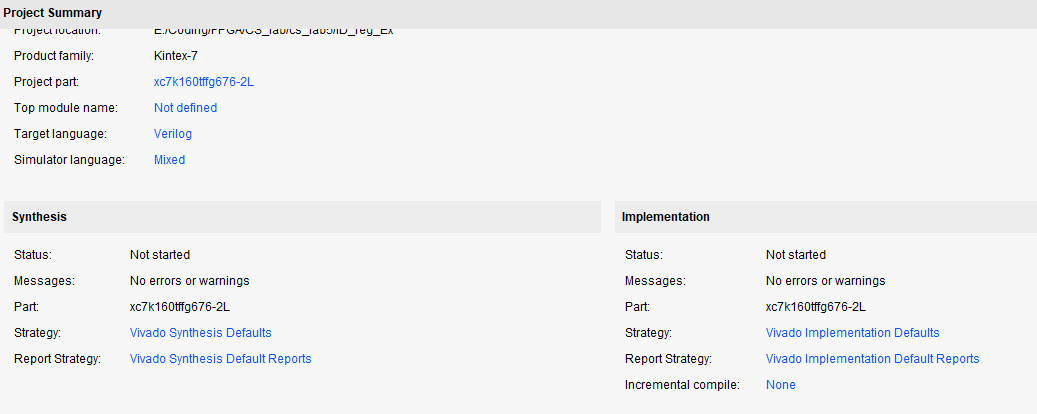 Project Summary
Project location: E:/Coding/FPGA/CS_lab/cs_lab5/ID_reg_Ex
Product family: Kintex-7
Project part: xc7k160tffg676-2L
Top module name: Not defined
Target language: Verilog
Simulator language: Mixed
Synthesis
Status: Not started
Messages: No errors or warnings
Part: xc7k160tffg676-2L
Strategy: Vivado Synthesis Defaults
Report Strategy: Vivado Synthesis Default Reports
Implementation
Status: Not started
Messages: No errors or warnings
Part: xc7k160tffg676-2L
Strategy: Vivado Implementation Defaults
Report Strategy: Vivado Implementation Default Reports
Incremental compile: None